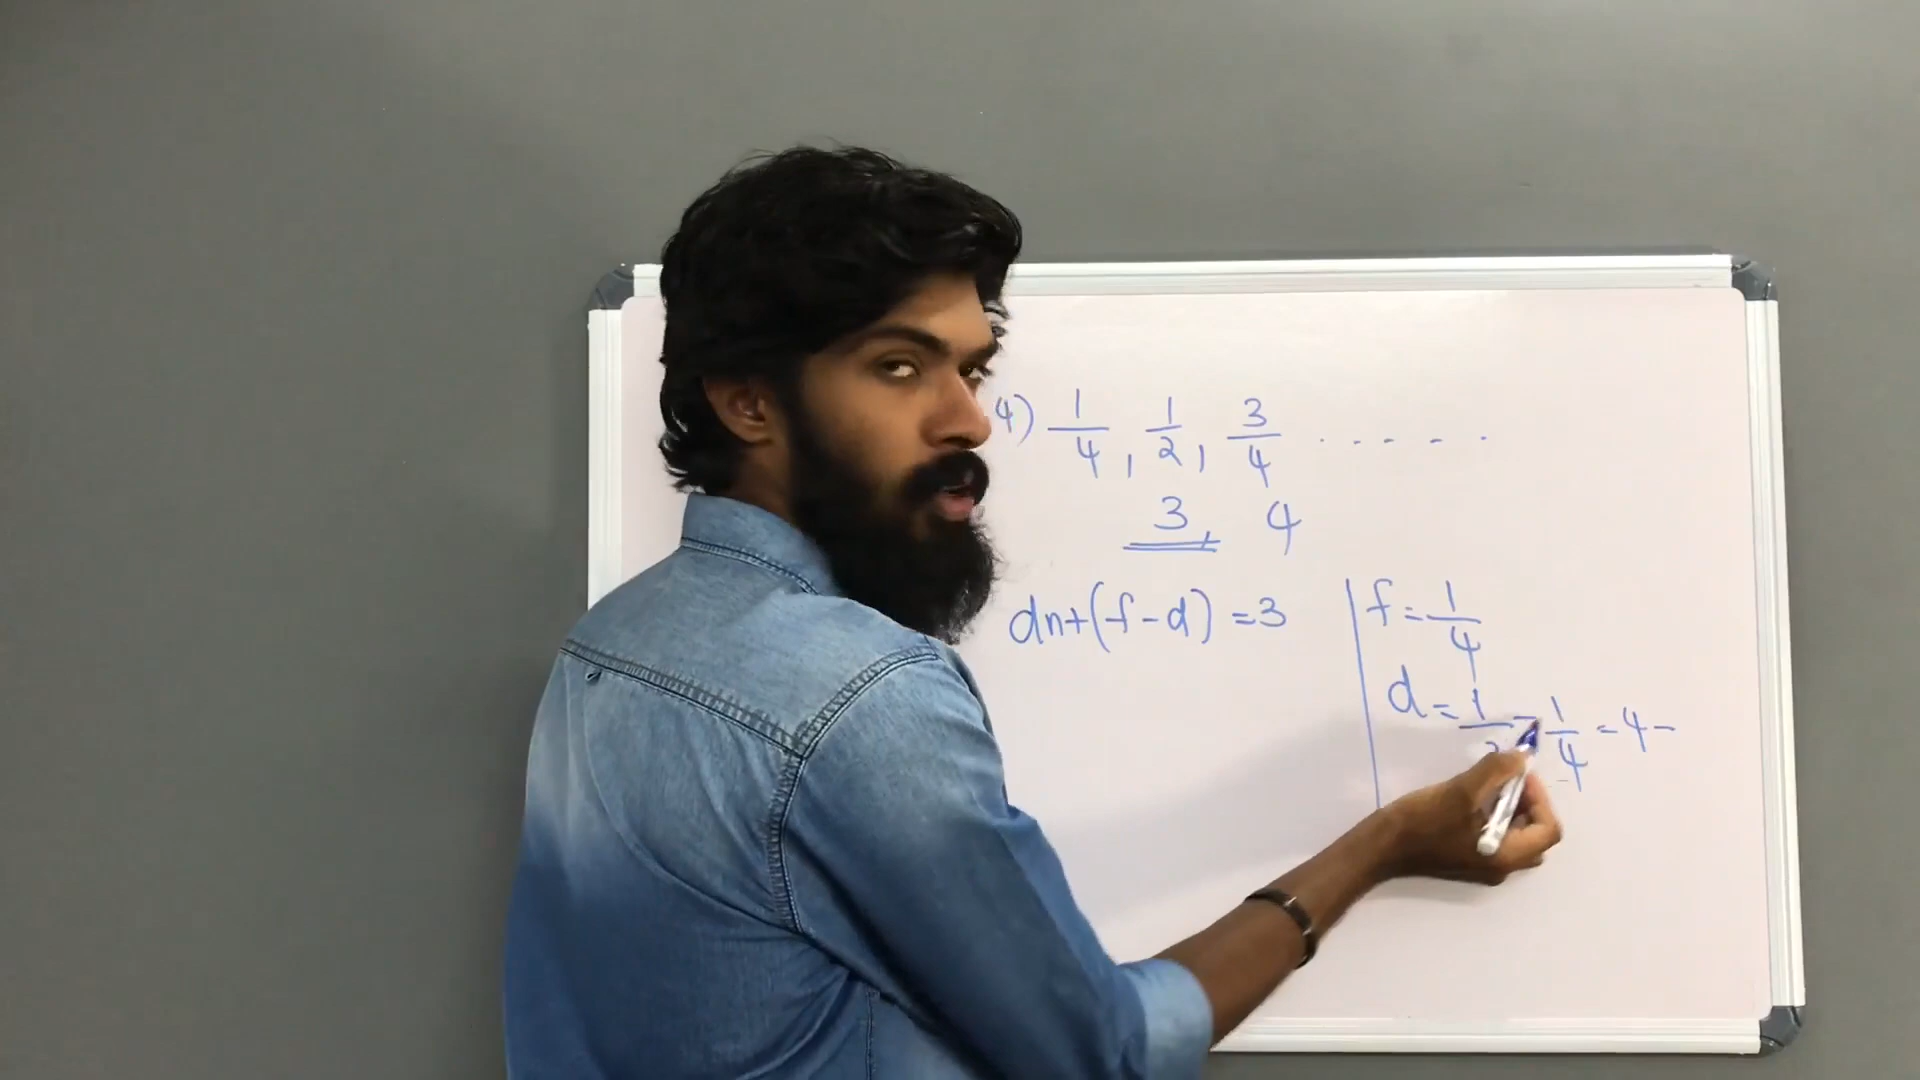 4) 1/4, 1/2, 3/4 . - - - - .
3, 4
dn+(f-d) =3
f=1/4
d=1/2-1/4=4-